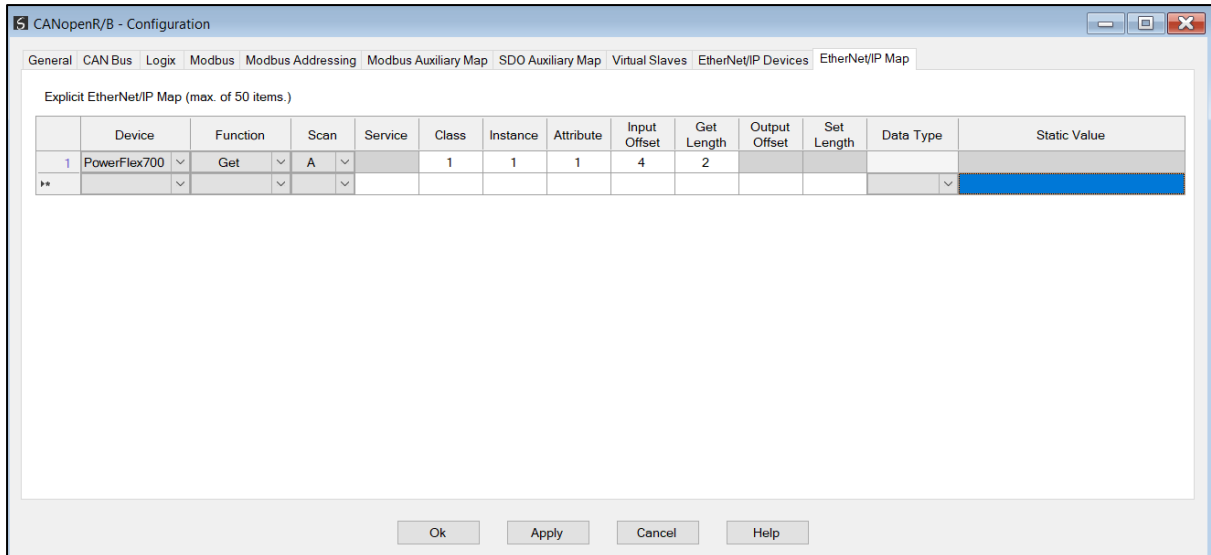 CANopenR/B - Configuration
General CAN Bus Logix Modbus Modbus Addressing Modbus Auxiliary Map SDO Auxiliary Map Virtual Slaves EtherNet/IP Devices EtherNet/IP Map
Explicit EtherNet/IP Map (max. of 50 items.)
Device Function Scan Service Class Instance Attribute Input Offset Get Length Output Offset Set Length Data Type Static Value
1 PowerFlex700 Get A 1 1 1 4 2
Ok Apply Cancel Help